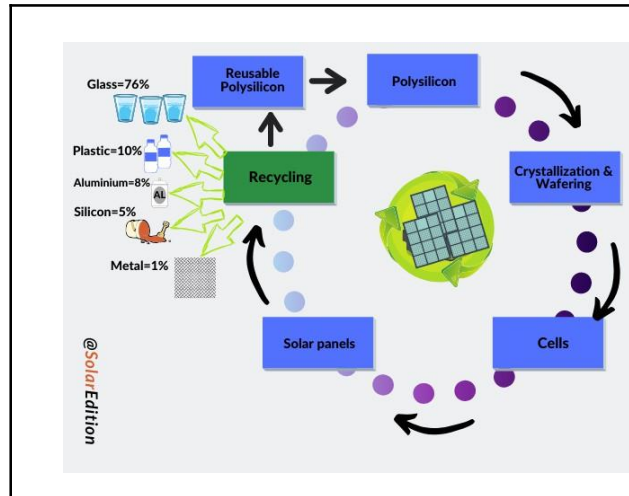 Glass=76%
Reusable
Polysilicon
Polysilicon
Plastic=10%
Aluminium=8%
AL
Silicon=5%
Metal=1%
Recycling
Crystallization &
Wafering
Solar panels
Cells
@SolarEdition